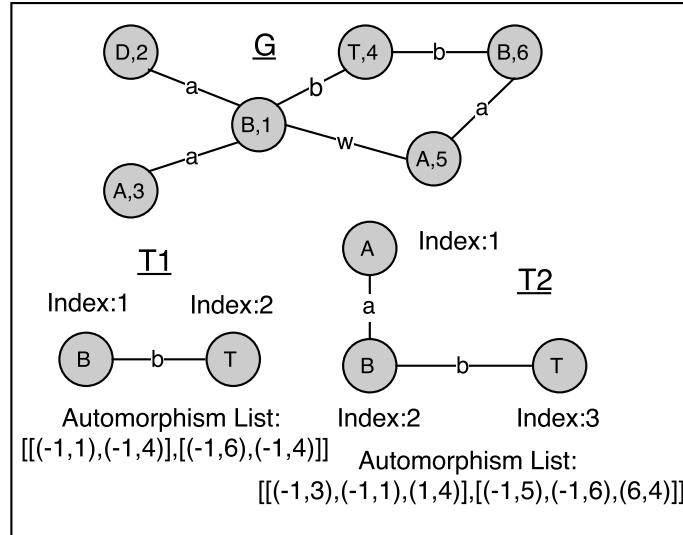 G
D,2
T,4
b
B,6
a
b
a
B,1
w
A,5
a
A,3
T1
A
Index:1
T2
Index:1
Index:2
a
B
b
T
B
b
T
Automorphism List:
[[(-1,1),(-1,4)],[(-1,6),(-1,4)]]
Index:2
Index:3
Automorphism List:
[[(-1,3),(-1,1),(1,4)],[(-1,5),(-1,6),(6,4)]]